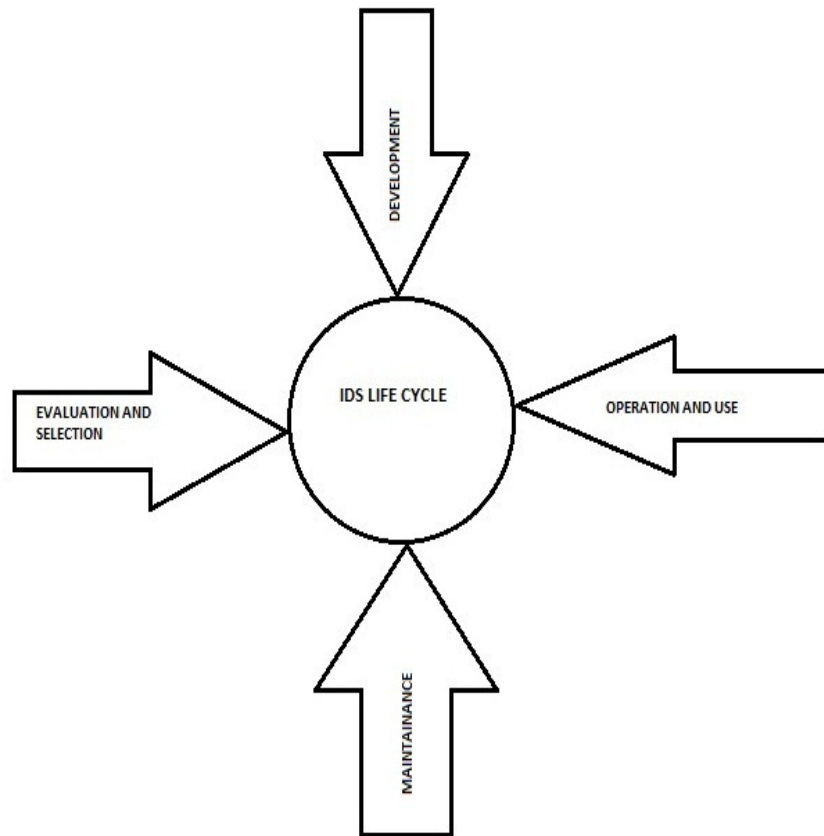 DEVELOPMENT
IDS LIFE CYCLE
EVALUATION AND
SELECTION
OPERATION AND USE
MAINTAINANCE